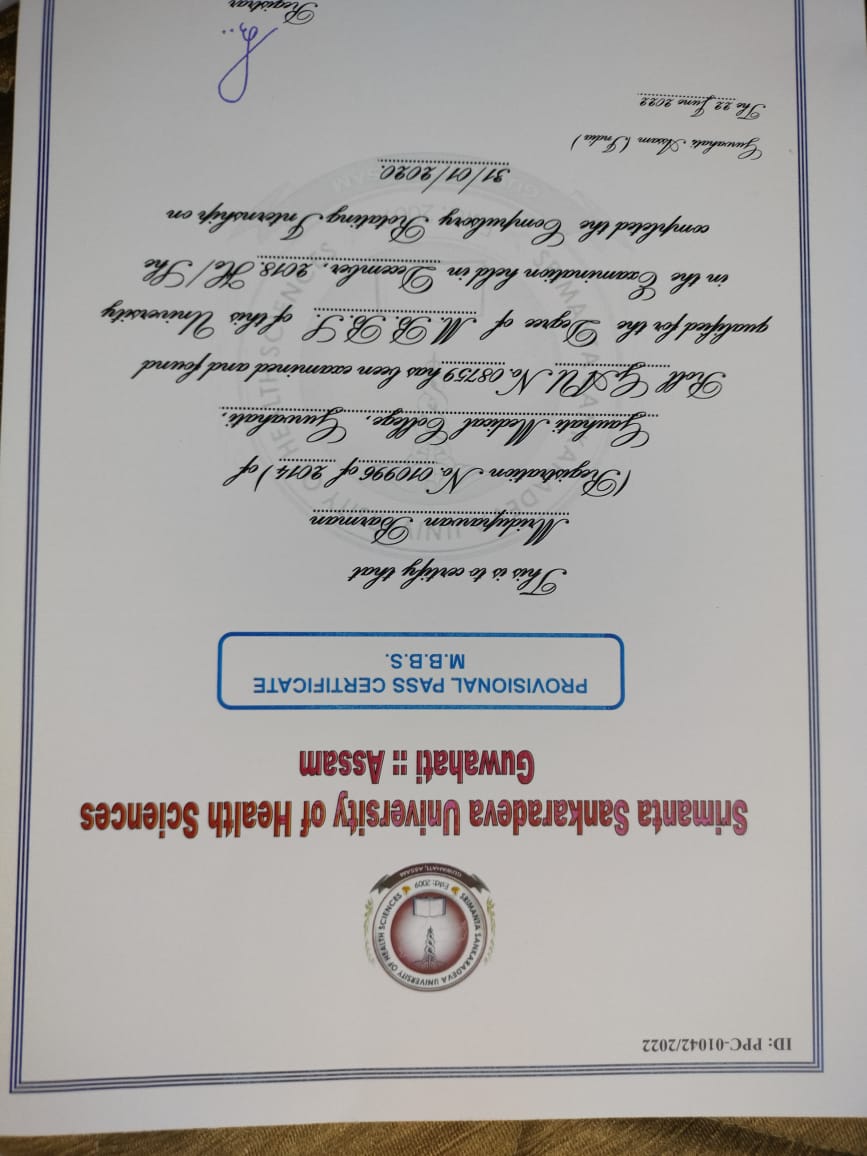 ID: PPC-01042/2022
SRIMANTA SANKARADEVA UNIVERSITY OF HEALTH SCIENCES
Estd: 2009
GUWAHATI, ASSAM
Srimanta Sankaradeva University of Health Sciences
Guwahati :: Assam
PROVISIONAL PASS CERTIFICATE
M.B.B.S.
This is to certify that
Mridupawan Barman
(Registration No. 010996 of 2014) of
Gauhati Medical College, Guwahati,
Roll GAU No. 08759 has been examined and found
qualified for the Degree of M.B.B.S. of this University
in the Examination held in December, 2018. He/She
completed the Compulsory Rotating Internship on
31/01/2020.
Guwahati Assam (India)
The 22 June 2022
Registrar